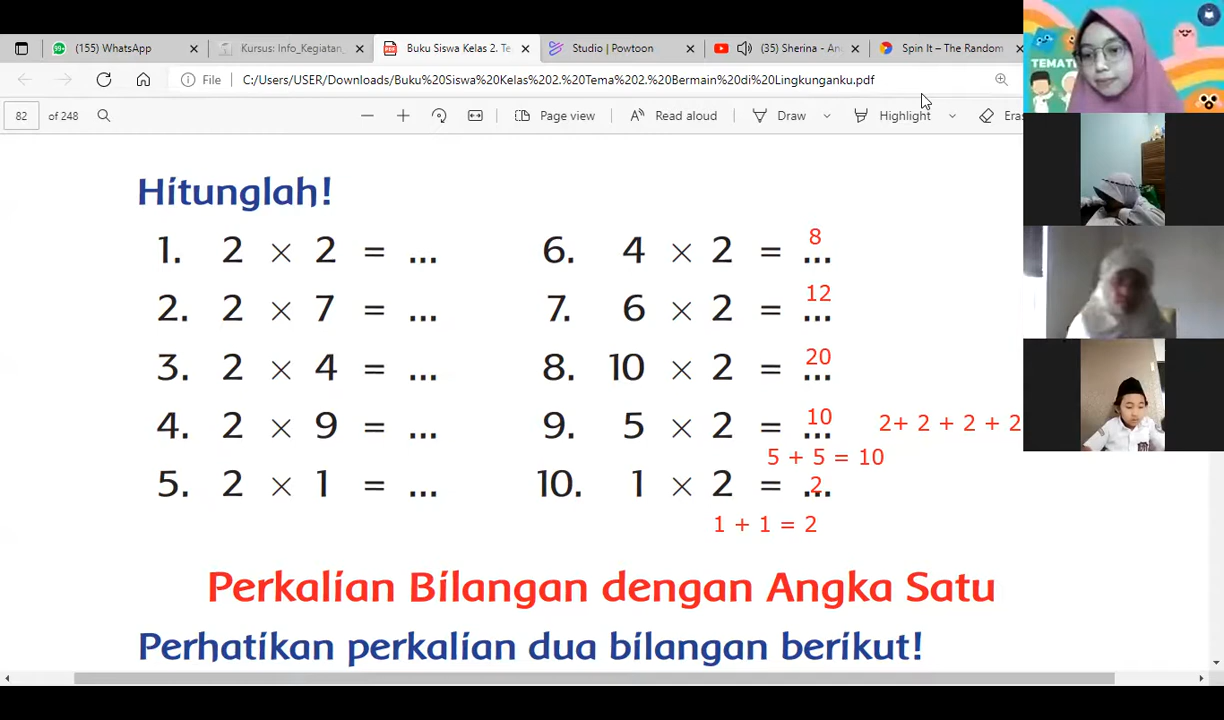 (155) WhatsApp
Kursus: Info_Kegiatan_
Buku Siswa Kelas 2. Te
Studio | Powtoon
(35) Sherina - An
Spin It – The Random
File
C:/Users/USER/Downloads/Buku%20Siswa%20Kelas%202.%20Tema%202.%20Bermain%20di%20Lingkunganku.pdf
82 of 248
Page view
Read aloud
Draw
Highlight
Eras
TEMATI
Hitunglah!
1. 2 × 2 = ...
2. 2 × 7 = ...
3. 2 × 4 = ...
4. 2 × 9 = ...
5. 2 × 1 = ...
6. 4 × 2 = ... 8
7. 6 × 2 = ... 12
8. 10 × 2 = ... 20
9. 5 × 2 = ... 10
2+ 2 + 2 + 2
5 + 5 = 10
10. 1 × 2 = ... 2
1 + 1 = 2
Perkalian Bilangan dengan Angka Satu
Perhatikan perkalian dua bilangan berikut!